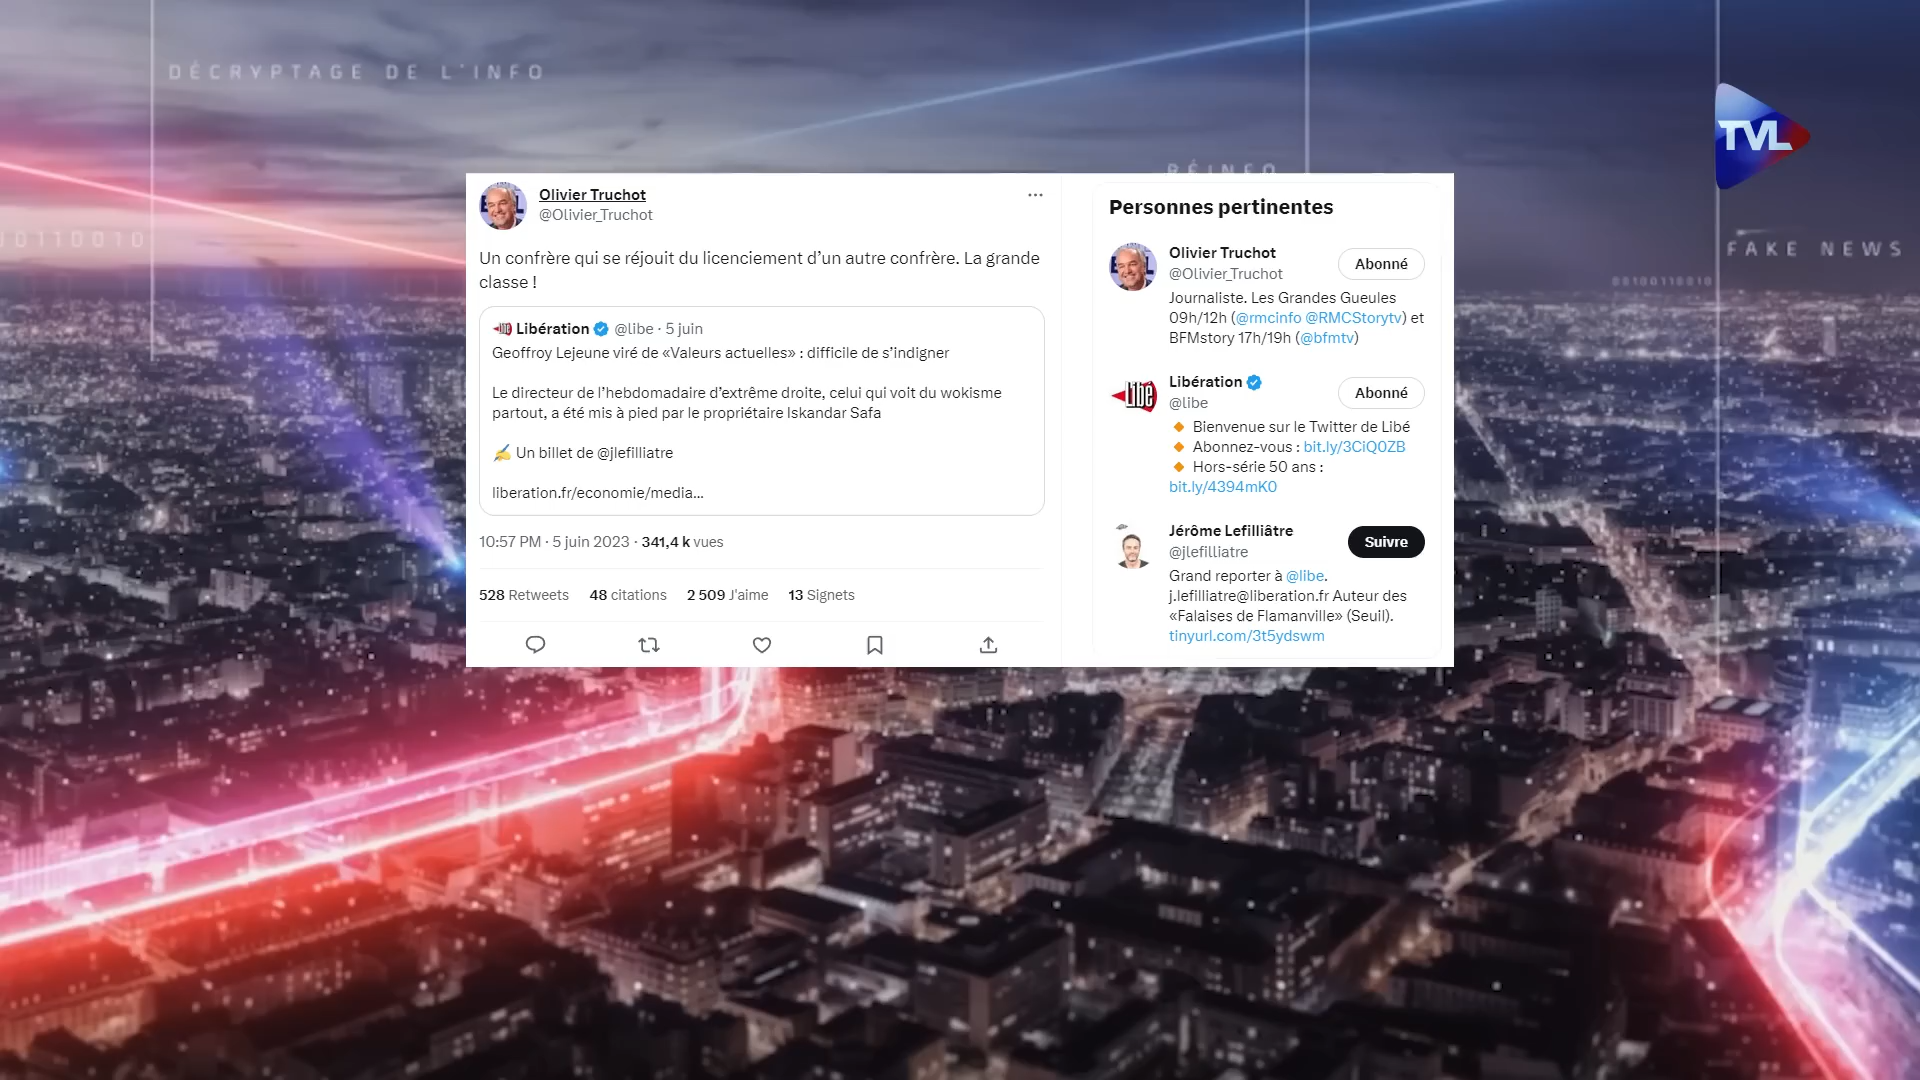 DÉCRYPTAGE DE L'INFO
TVL
RÉINFO
FAKE NEWS
00100110010
Olivier Truchot
@Olivier_Truchot
Un confrère qui se réjouit du licenciement d’un autre confrère. La grande
classe !
Libération @libe · 5 juin
Geoffroy Lejeune viré de «Valeurs actuelles» : difficile de s’indigner
Le directeur de l’hebdomadaire d’extrême droite, celui qui voit du wokisme
partout, a été mis à pied par le propriétaire Iskandar Safa
✍️ Un billet de @jlefilliatre
liberation.fr/economie/media…
10:57 PM · 5 juin 2023 · 341,4 k vues
528 Retweets 48 citations 2 509 J'aime 13 Signets
Personnes pertinentes
Olivier Truchot
@Olivier_Truchot
Abonné
Journaliste. Les Grandes Gueules
09h/12h (@rmcinfo @RMCStorytv) et
BFMstory 17h/19h (@bfmtv)
Libé
Libération
@libe
Abonné
🔸 Bienvenue sur le Twitter de Libé
🔸 Abonnez-vous : bit.ly/3CiQ0ZB
🔸 Hors-série 50 ans :
bit.ly/4394mK0
Jérôme Lefilliâtre
@jlefilliatre
Suivre
Grand reporter à @libe.
j.lefilliatre@liberation.fr Auteur des
«Falaises de Flamanville» (Seuil).
tinyurl.com/3t5ydswm